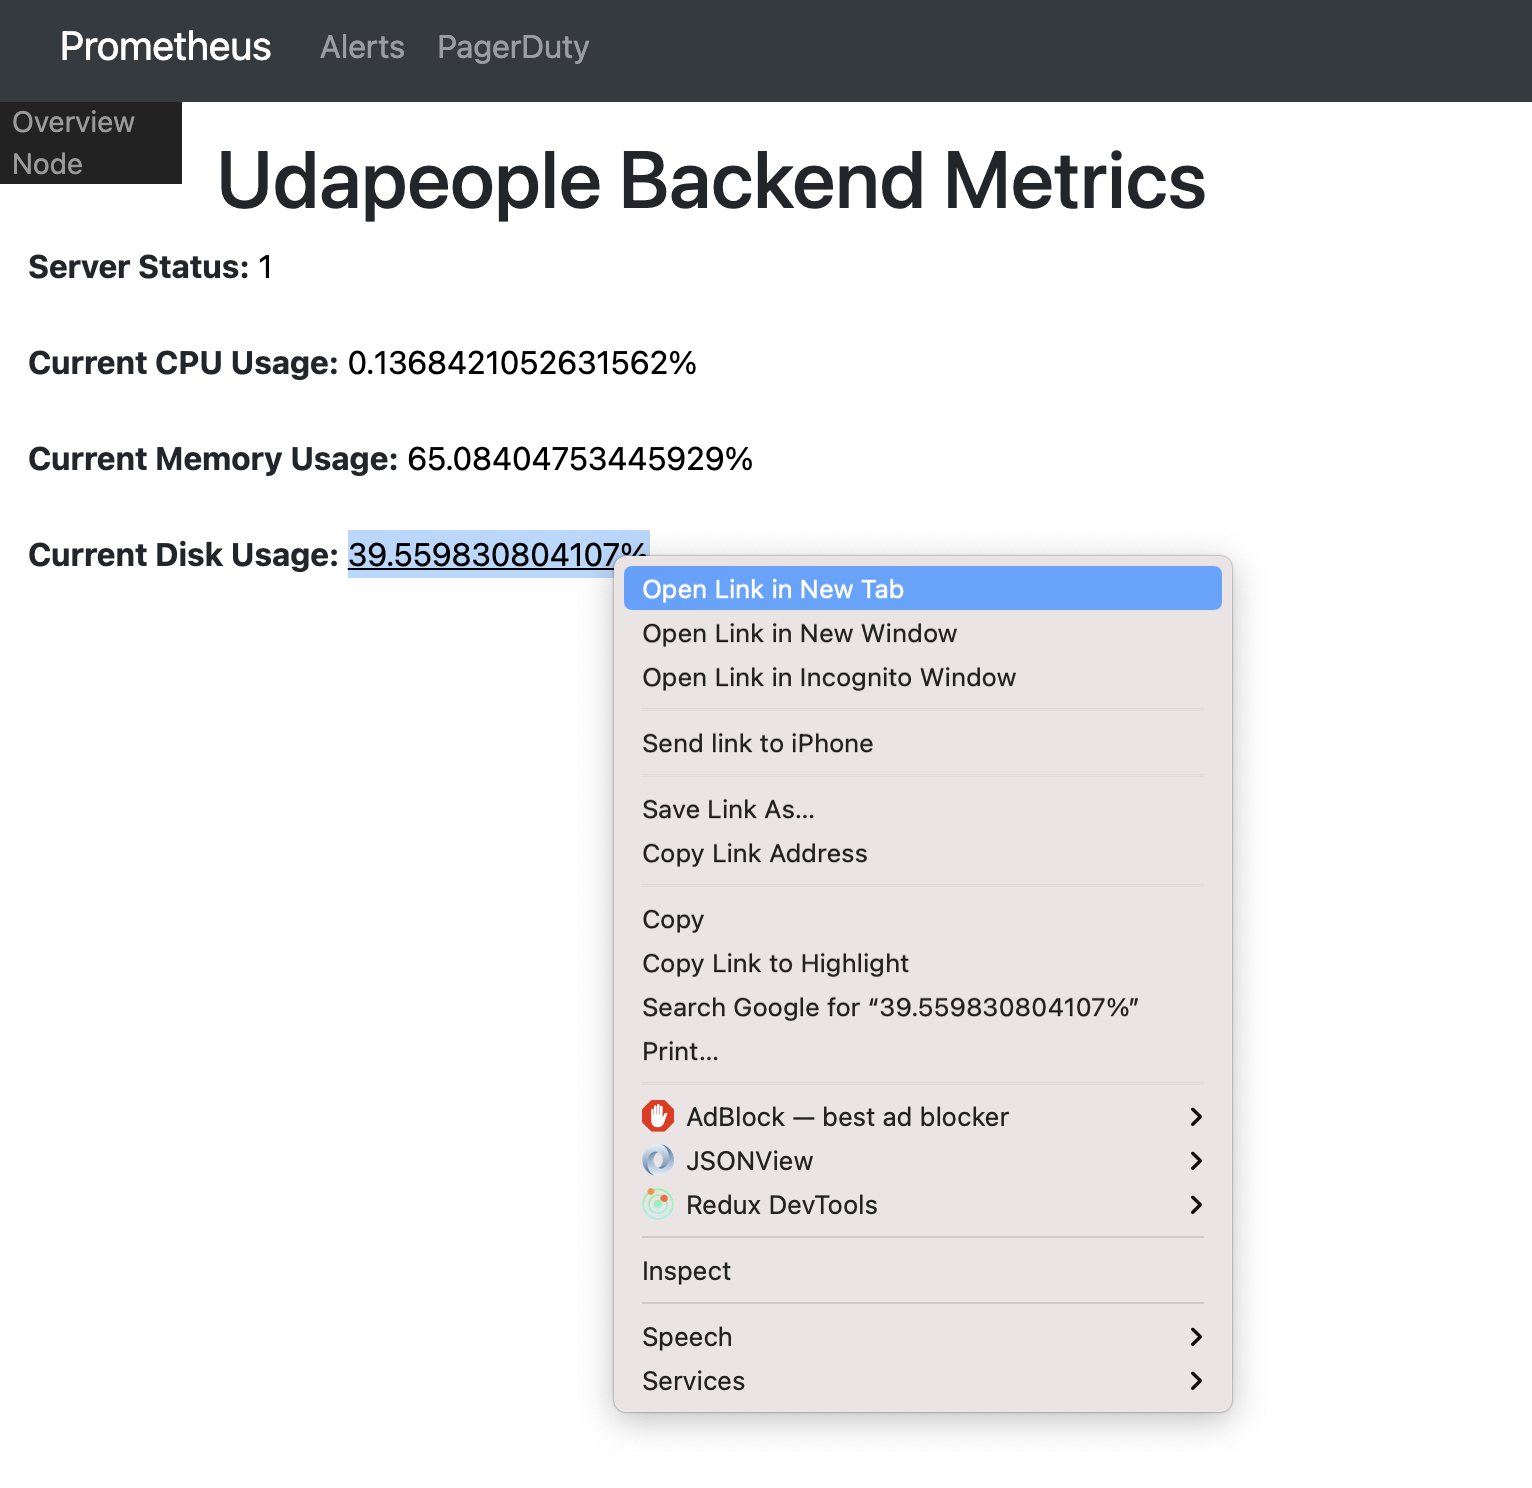 Prometheus Alerts PagerDuty
Overview
Node
Udapeople Backend Metrics
Server Status: 1
Current CPU Usage: 0.1368421052631562%
Current Memory Usage: 65.08404753445929%
Current Disk Usage: 39.559830804107%
Open Link in New Tab
Open Link in New Window
Open Link in Incognito Window
Send link to iPhone
Save Link As...
Copy Link Address
Copy
Copy Link to Highlight
Search Google for “39.559830804107%”
Print...
AdBlock — best ad blocker
JSONView
Redux DevTools
Inspect
Speech
Services